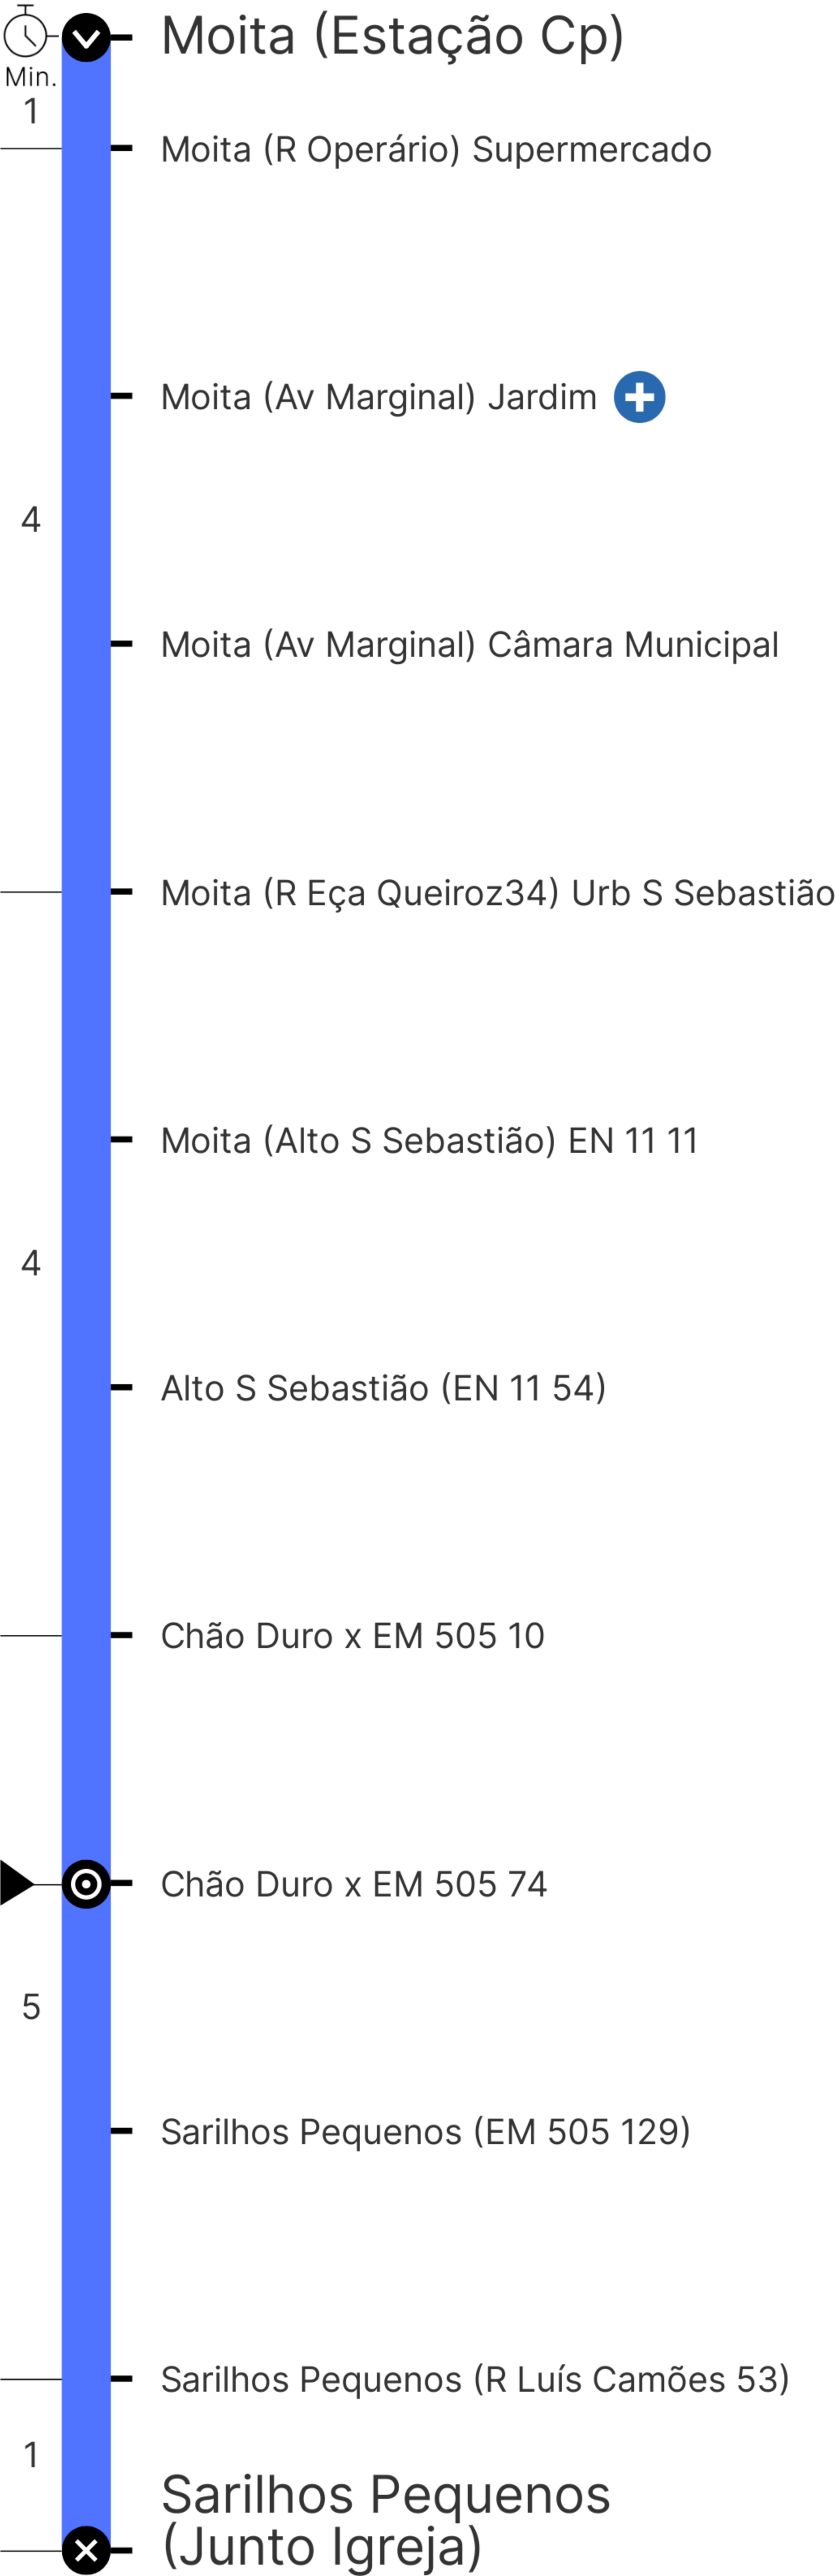 Moita (Estação Cp)
Min.
1
Moita (R Operário) Supermercado
Moita (Av Marginal) Jardim
4
Moita (Av Marginal) Câmara Municipal
Moita (R Eça Queiroz34) Urb S Sebastião
Moita (Alto S Sebastião) EN 11 11
4
Alto S Sebastião (EN 11 54)
Chão Duro x EM 505 10
Chão Duro x EM 505 74
5
Sarilhos Pequenos (EM 505 129)
Sarilhos Pequenos (R Luís Camões 53)
1
Sarilhos Pequenos
(Junto Igreja)